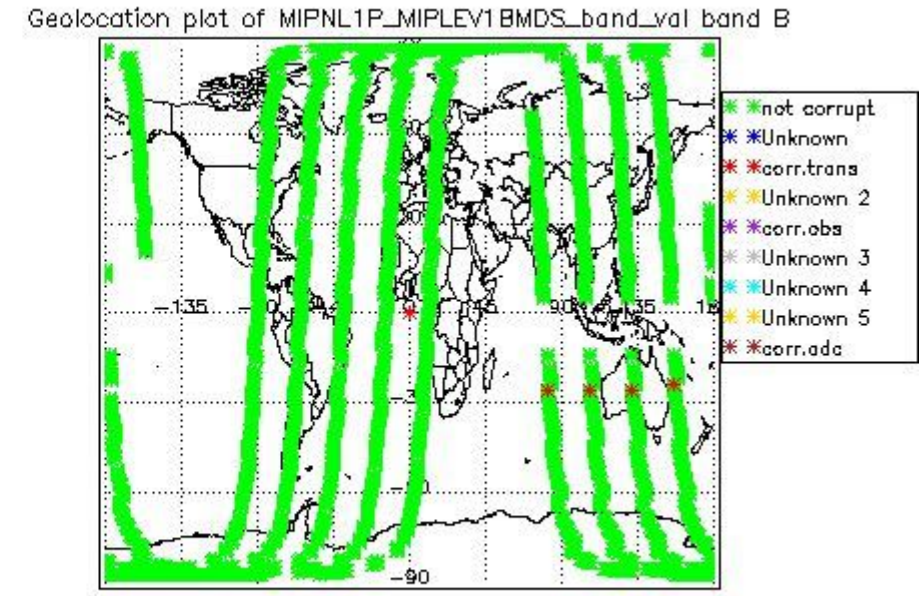 Geolocation plot of MIPNL1P_MIPLEV1BMDS_band_val band B
not corrupt
Unknown
corr.trans
Unknown 2
corr.obs
Unknown 3
Unknown 4
Unknown 5
corr.adc
-135
90
135
-90